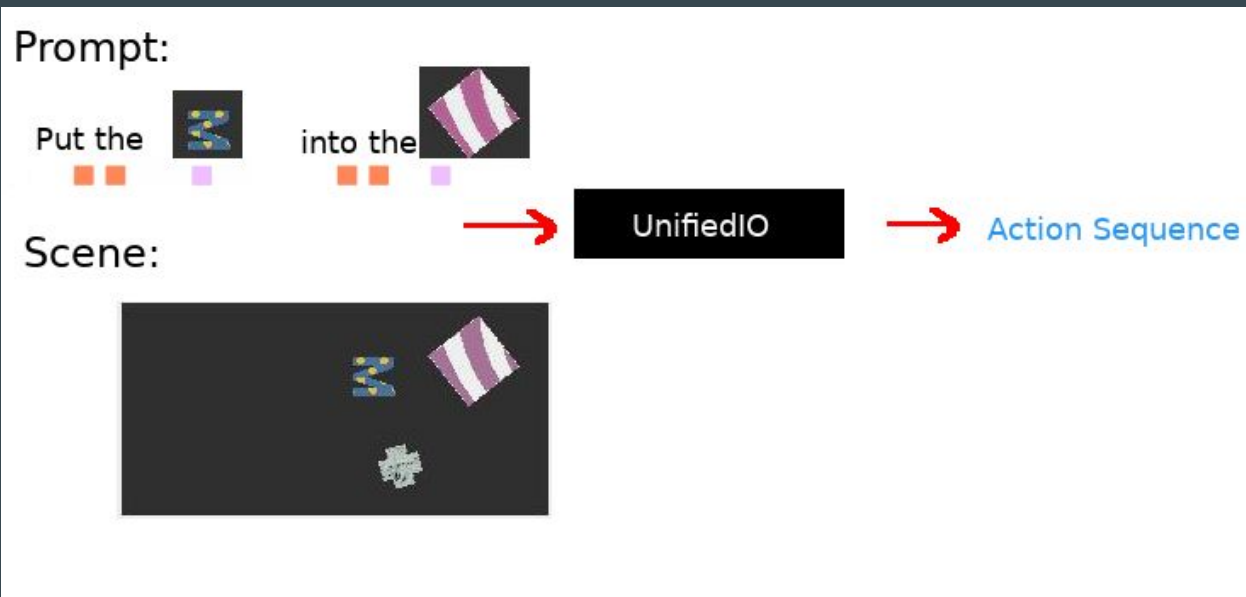 Prompt:
Put the into the
UnifiedIO
Action Sequence
Scene: